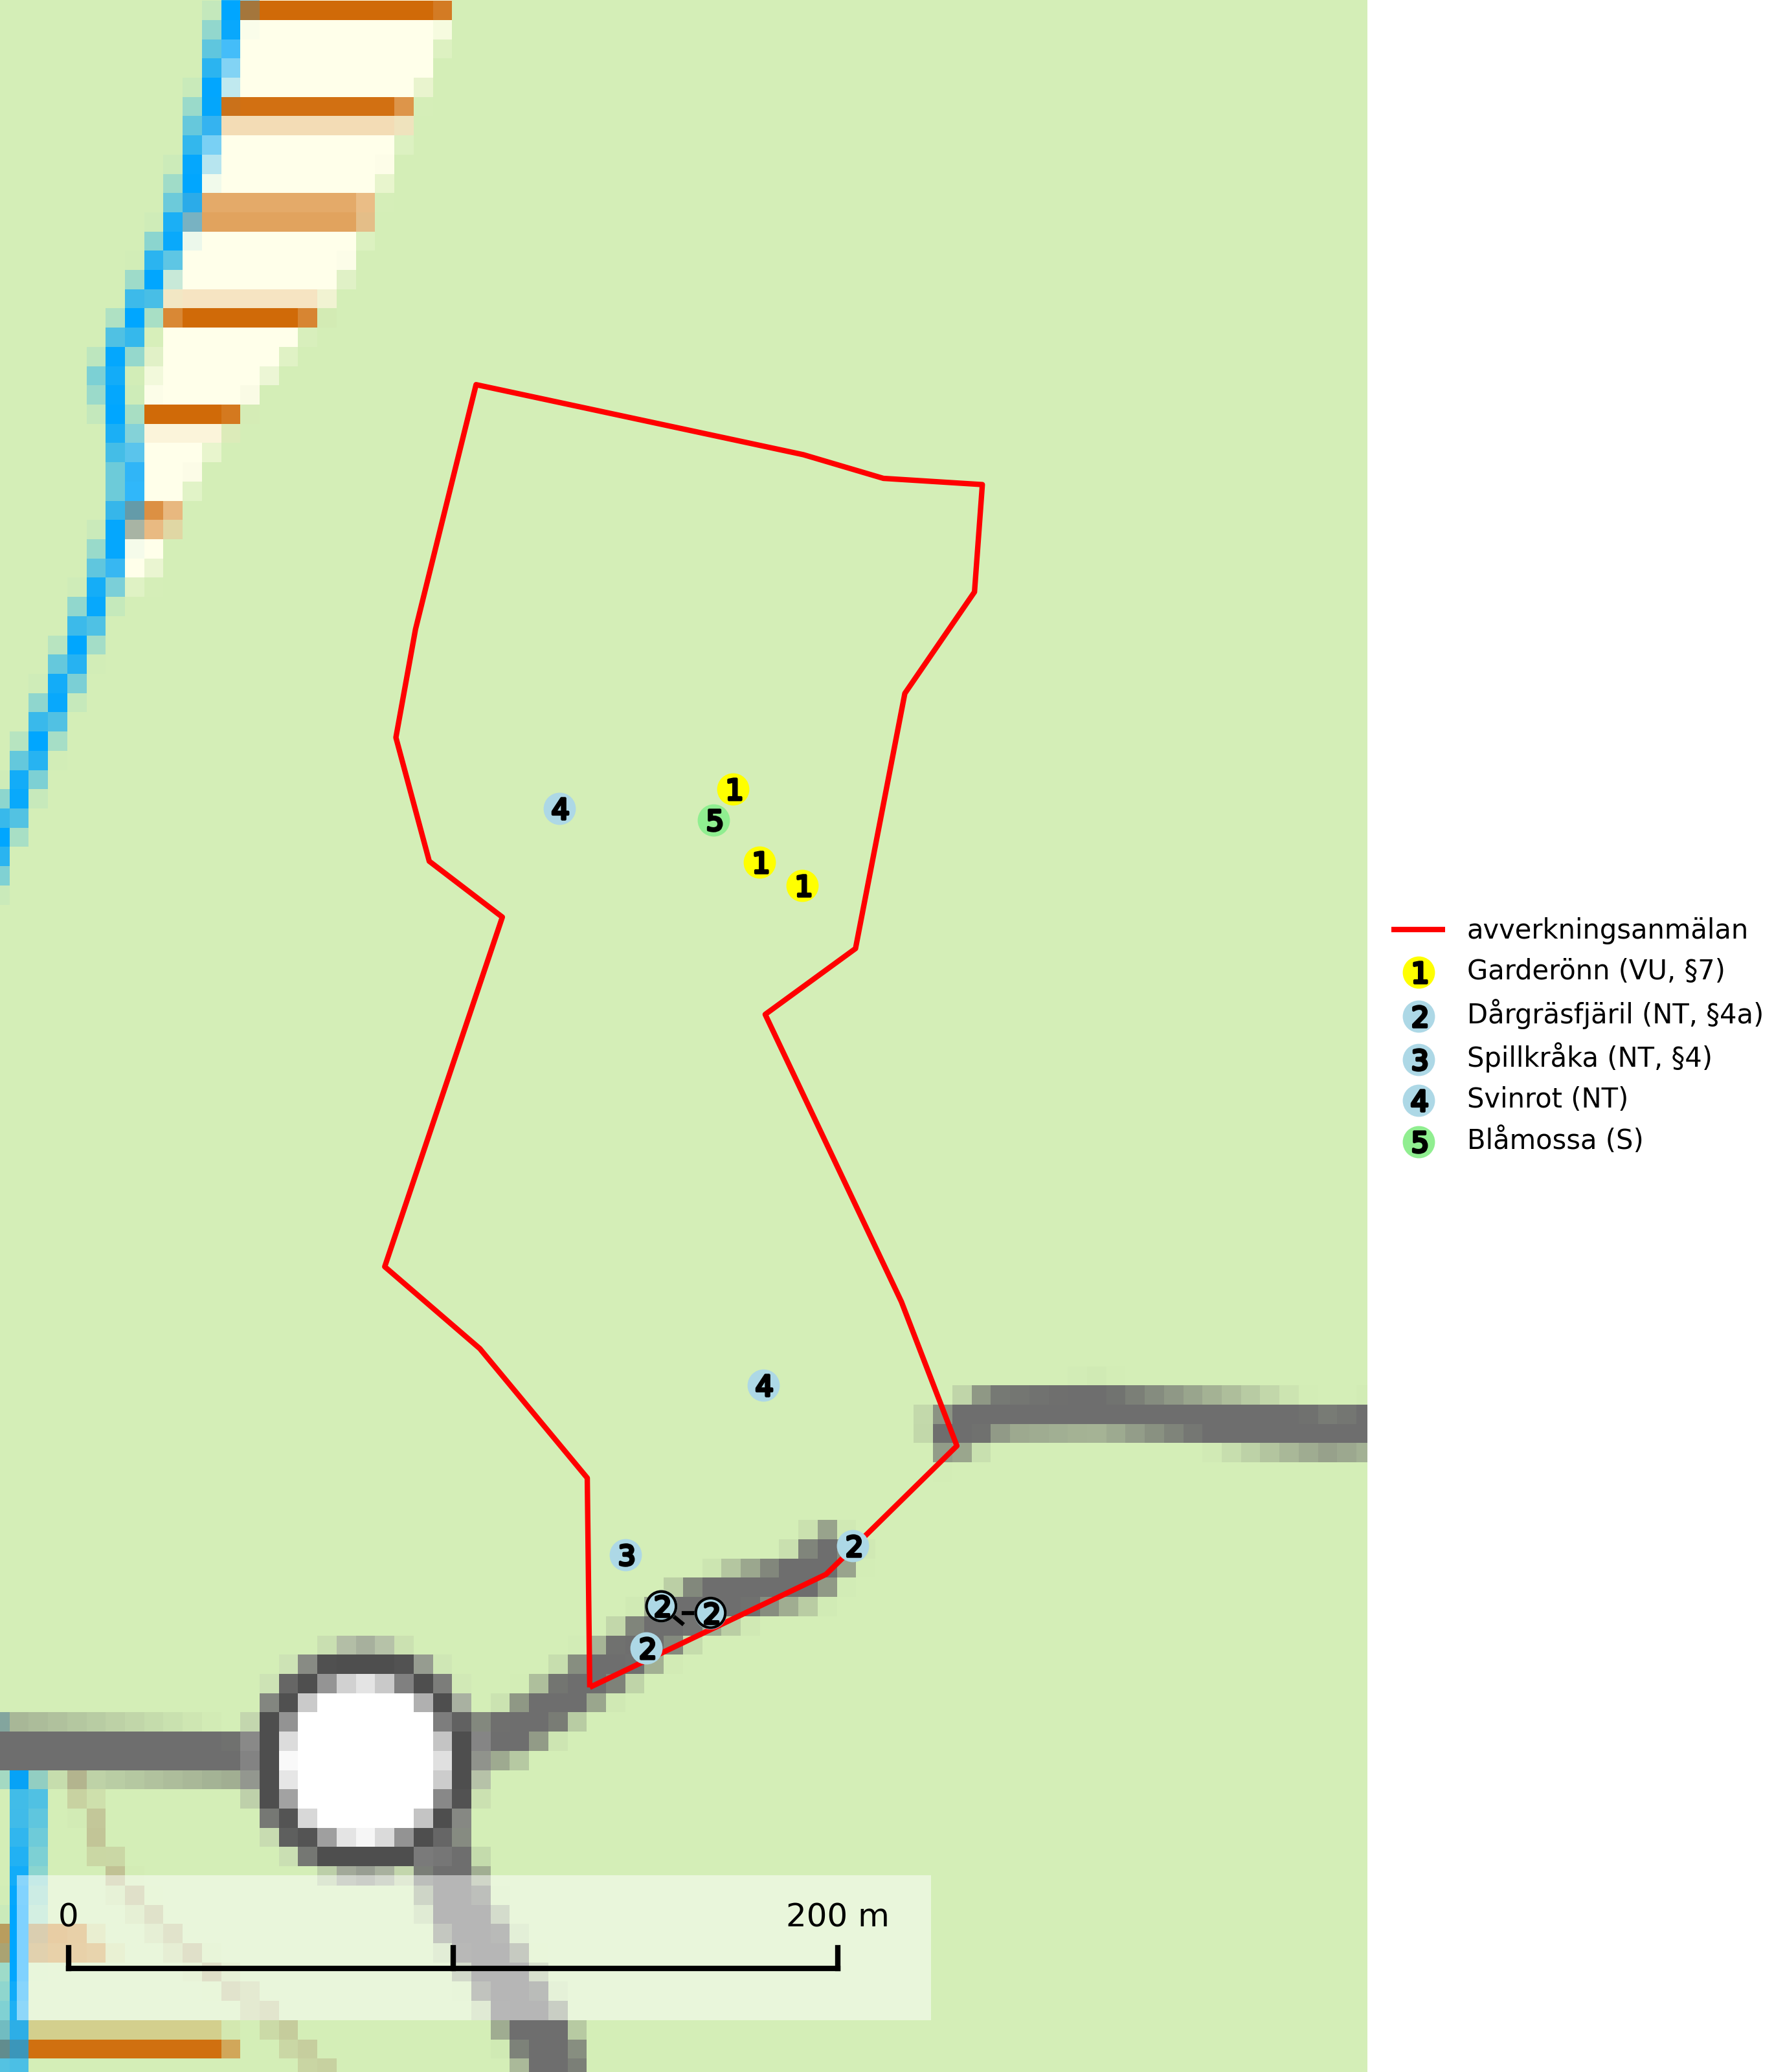 1
4
5
1
1
avverkningsanmälan
1 Garderönn (VU, §7)
2 Dårgräsfjäril (NT, §4a)
3 Spillkråka (NT, §4)
4 Svinrot (NT)
5 Blåmossa (S)
4
2
3
2 2
2
0 200 m